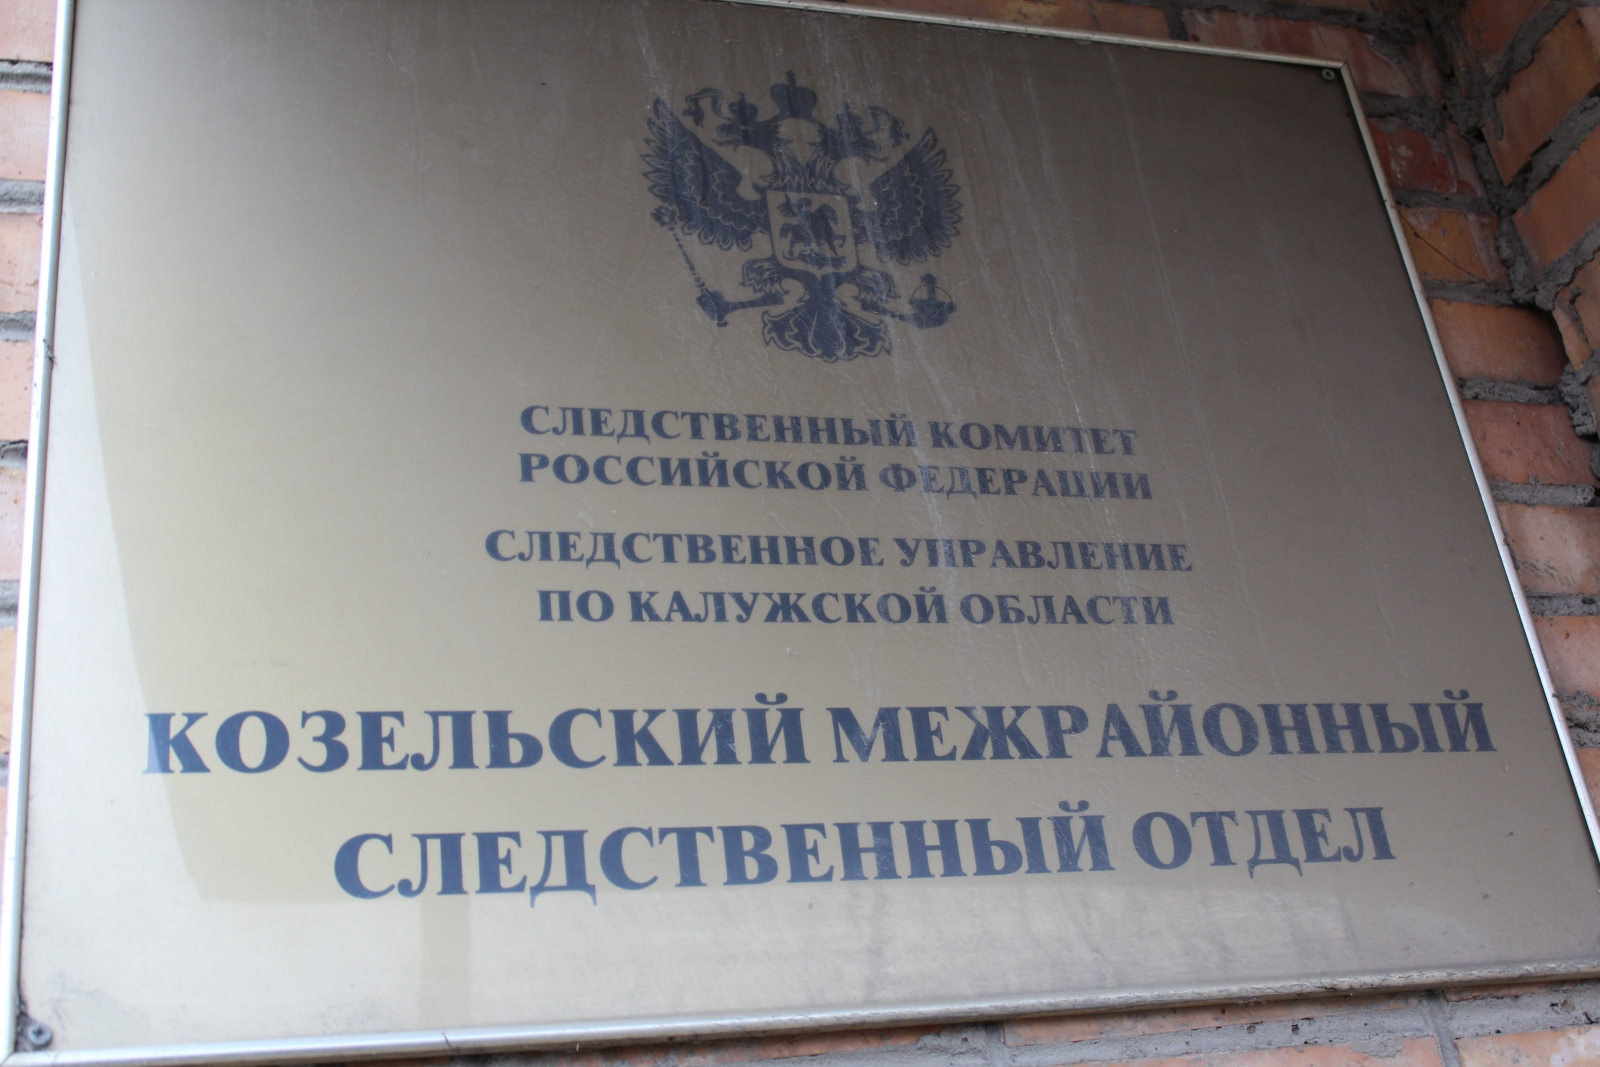 СЛЕДСТВЕННЫЙ КОМИТЕТ
РОССИЙСКОЙ ФЕДЕРАЦИИ
СЛЕДСТВЕННОЕ УПРАВЛЕНИЕ
ПО КАЛУЖСКОЙ ОБЛАСТИ
КОЗЕЛЬСКИЙ МЕЖРАЙОННЫЙ
СЛЕДСТВЕННЫЙ ОТДЕЛ